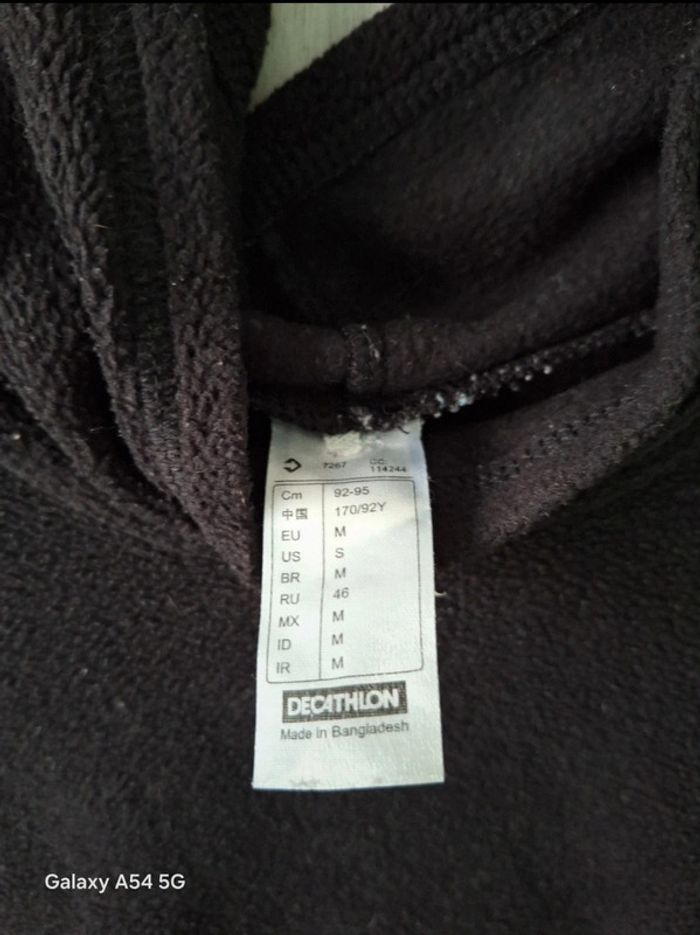 7267 CC:
114244
Cm 92-95
中国 170/92Y
EU M
US S
BR M
RU 46
MX M
ID M
IR M
DECATHLON
Made in Bangladesh
Galaxy A54 5G